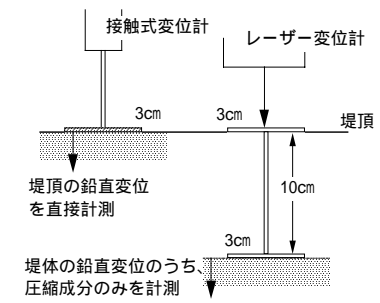 接触式変位計
レーザー変位計
3㎝
3㎝
堤頂
堤頂の鉛直変位
を直接計測
10㎝
3㎝
堤体の鉛直変位のうち、
圧縮成分のみを計測